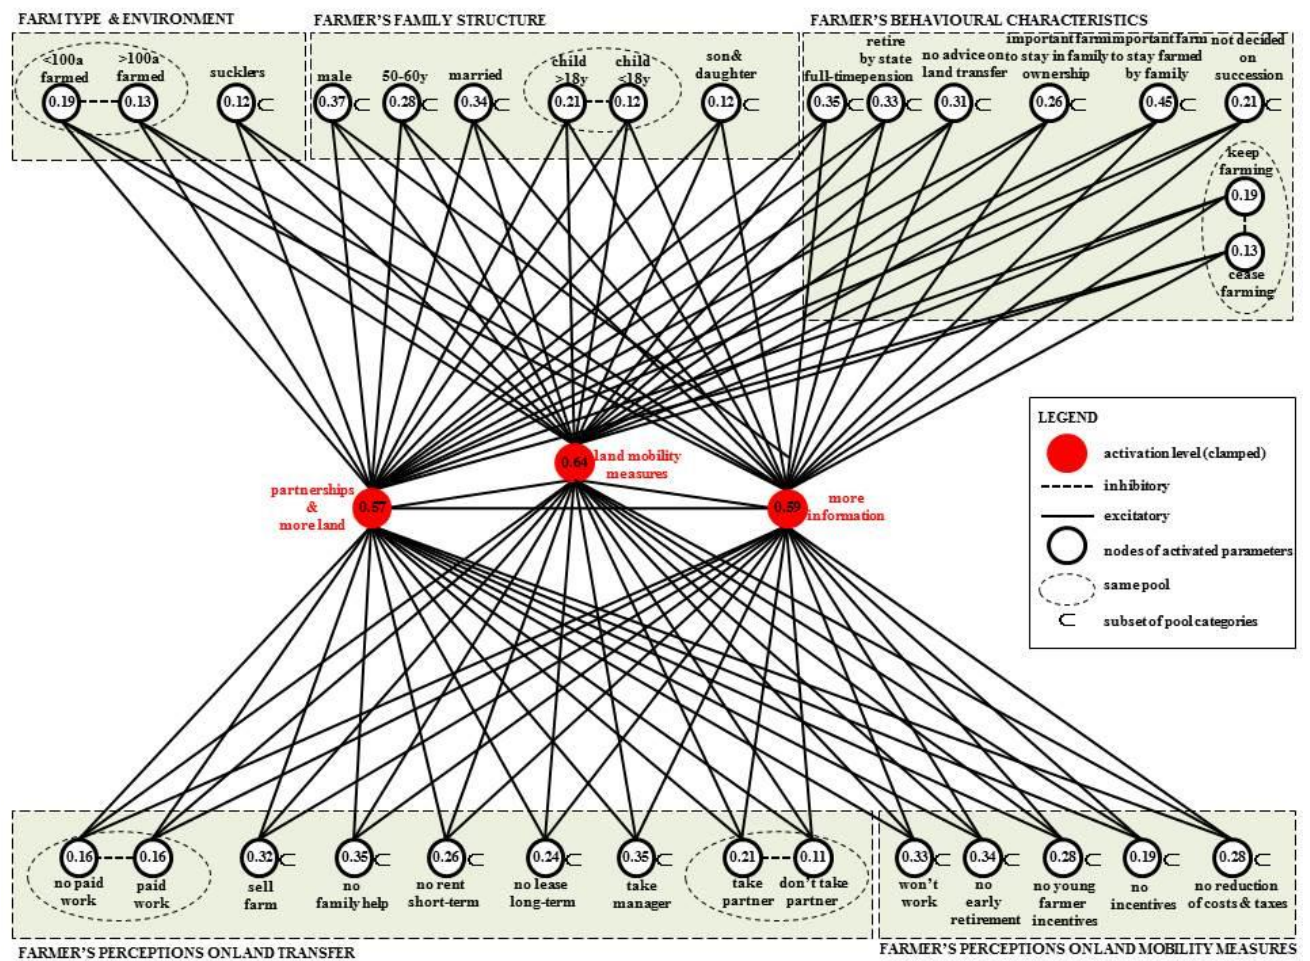 FARM TYPE & ENVIRONMENT
<100a
farmed
>100a
farmed
sucklers
0.19
0.13
0.12
FARMER'S FAMILY STRUCTURE
male
50-60y
married
child
>18y
child
<18y
son&
daughter
0.37
0.28
0.34
0.21
0.12
0.12
FARMER'S BEHAVIOURAL CHARACTERISTICS
full-time
retire
by state
pension
no advice on
land transfer
important farm
to stay in family
ownership
important farm
to stay farmed
by family
not decided
on
succession
0.35
0.33
0.31
0.26
0.45
0.21
keep
farming
0.19
0.13
cease
farming
partnerships
&
more land
0.57
0.64
land mobility
measures
0.59
more
information
LEGEND
activation level (clamped)
inhibitory
excitatory
nodes of activated parameters
same pool
subset of pool categories
0.16
0.16
0.32
0.35
0.26
0.24
0.35
0.21
0.11
no paid
work
paid
work
sell
farm
no
family help
no rent
short-term
no lease
long-term
take
manager
take
partner
don't take
partner
FARMER'S PERCEPTIONS ON LAND TRANSFER
0.33
0.34
0.28
0.19
0.28
won't
work
no
early
retirement
no young
farmer
incentives
no
incentives
no reduction
of costs & taxes
FARMER'S PERCEPTIONS ON LAND MOBILITY MEASURES